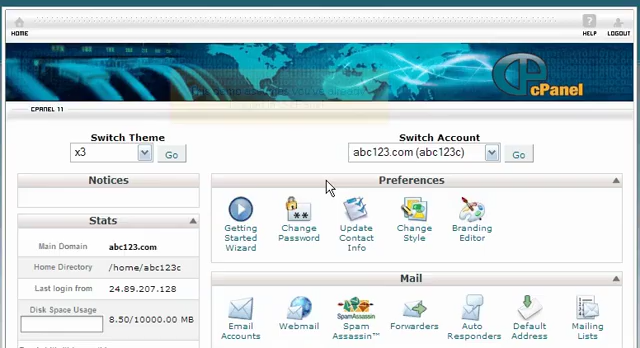 HOME
HELP
LOGOUT
cPanel
CPANEL 11
Switch Theme
x3
Go
Switch Account
abc123.com (abc123c)
Go
Notices
Stats
Main Domain abc123.com
Home Directory /home/abc123c
Last login from 24.89.207.128
Disk Space Usage
8.50/10000.00 MB
Preferences
Getting Started Wizard
Change Password
Update Contact Info
Change Style
Branding Editor
Mail
Email Accounts
Webmail
SpamAssassin
Spam Assassin™
Forwarders
Auto Responders
Default Address
Mailing Lists